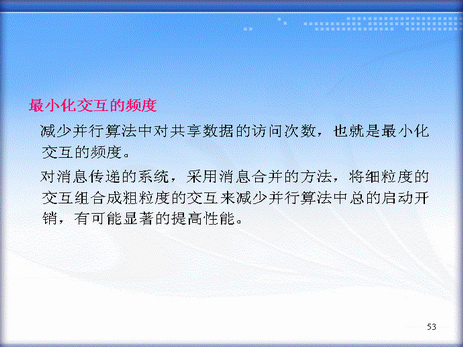 最小化交互的频度
减少并行算法中对共享数据的访问次数，也就是最小化
交互的频度。
对消息传递的系统，采用消息合并的方法，将细粒度的
交互组合成粗粒度的交互来减少并行算法中总的启动开
销，有可能显著的提高性能。
53